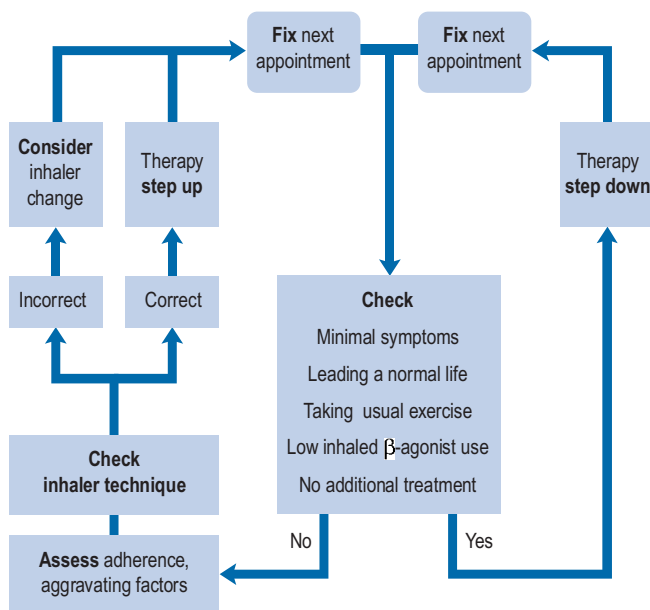 Fix next
appointment
Fix next
appointment
Consider
inhaler
change
Therapy
step up
Therapy
step down
Incorrect
Correct
Check
Minimal symptoms
Leading a normal life
Taking usual exercise
Low inhaled β-agonist use
No additional treatment
Check
inhaler technique
No
Yes
Assess adherence,
aggravating factors